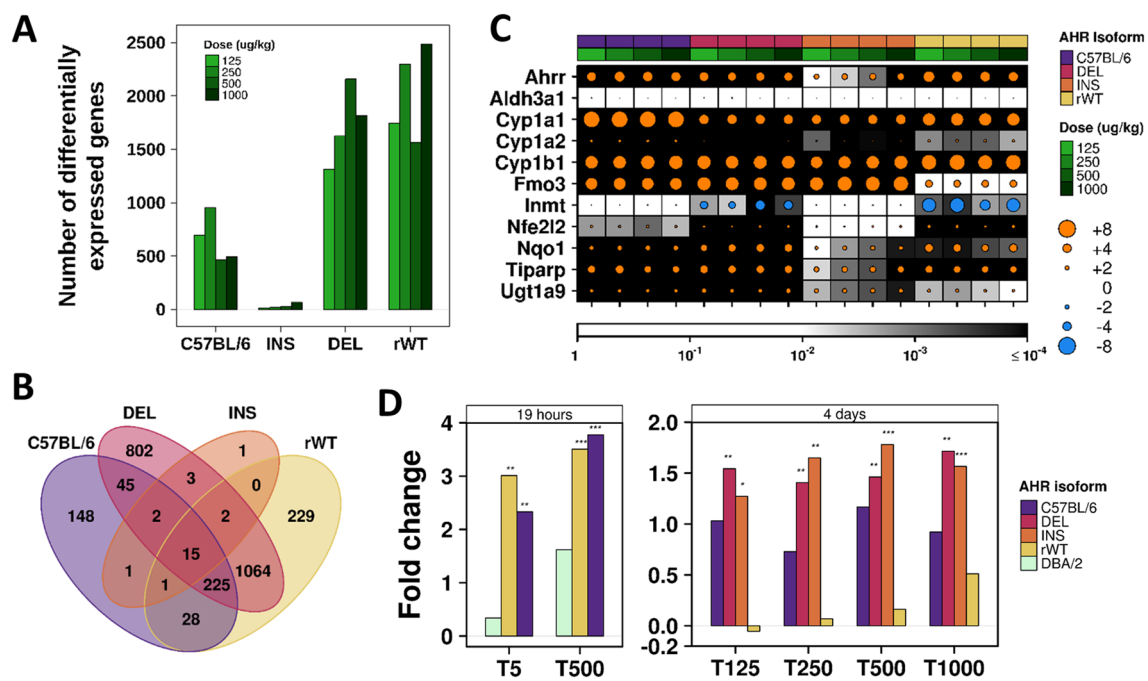 A
Number of differentially
expressed genes
2500
2000
1500
1000
500
0
Dose (ug/kg)
125
250
500
1000
C57BL/6 INS DEL rWT
B
C57BL/6 DEL INS rWT
802 1
45 3 0
148 2 2 229
15
1 1 225 1064
28
C
Ahrr
Aldh3a1
Cyp1a1
Cyp1a2
Cyp1b1
Fmo3
Inmt
Nfe2l2
Nqo1
Tiparp
Ugt1a9
1 10⁻¹ 10⁻² 10⁻³ ≤ 10⁻⁴
AHR Isoform
C57BL/6
DEL
INS
rWT
Dose (ug/kg)
125
250
500
1000
+8
+4
+2
0
-2
-4
-8
D
Fold change
19 hours
4
3
2
1
0
** ** *** ***
T5 T500
4 days
2.0
1.5
1.0
0.5
0.0
-0.2
** * ** ** ** *** ** ***
T125 T250 T500 T1000
AHR isoform
C57BL/6
DEL
INS
rWT
DBA/2